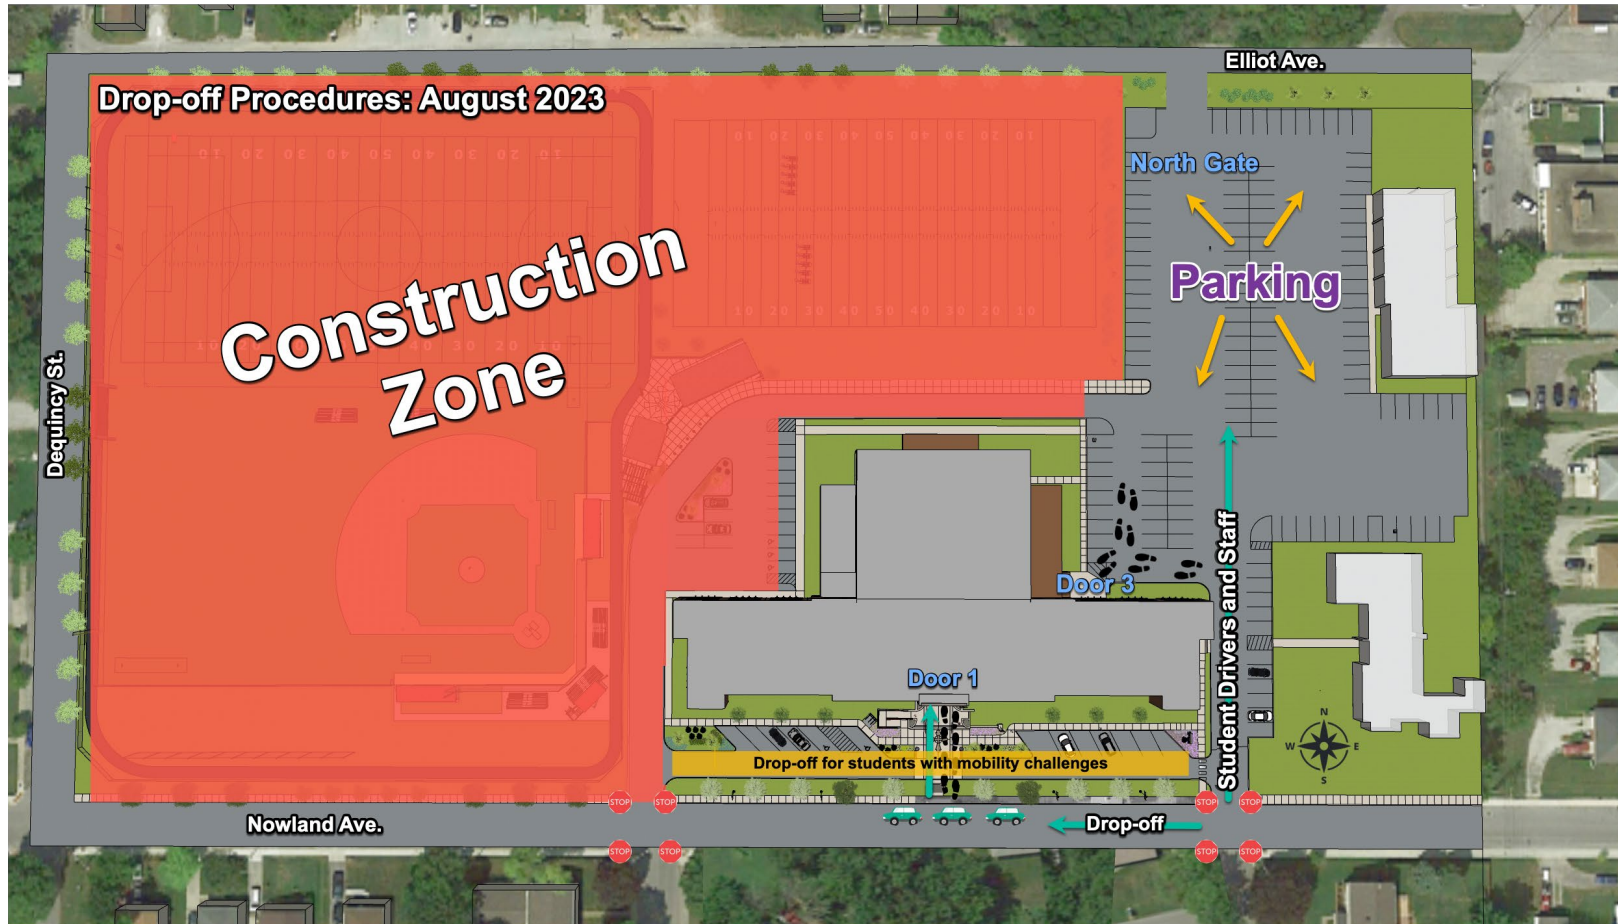 Elliot Ave.
Drop-off Procedures: August 2023
North Gate
Parking
Construction
Zone
Dequincy St.
Student Drivers and Staff
Door 3
Door 1
Drop-off for students with mobility challenges
N
W E
S
STOP STOP STOP STOP
Nowland Ave.
Drop-off
STOP STOP STOP STOP